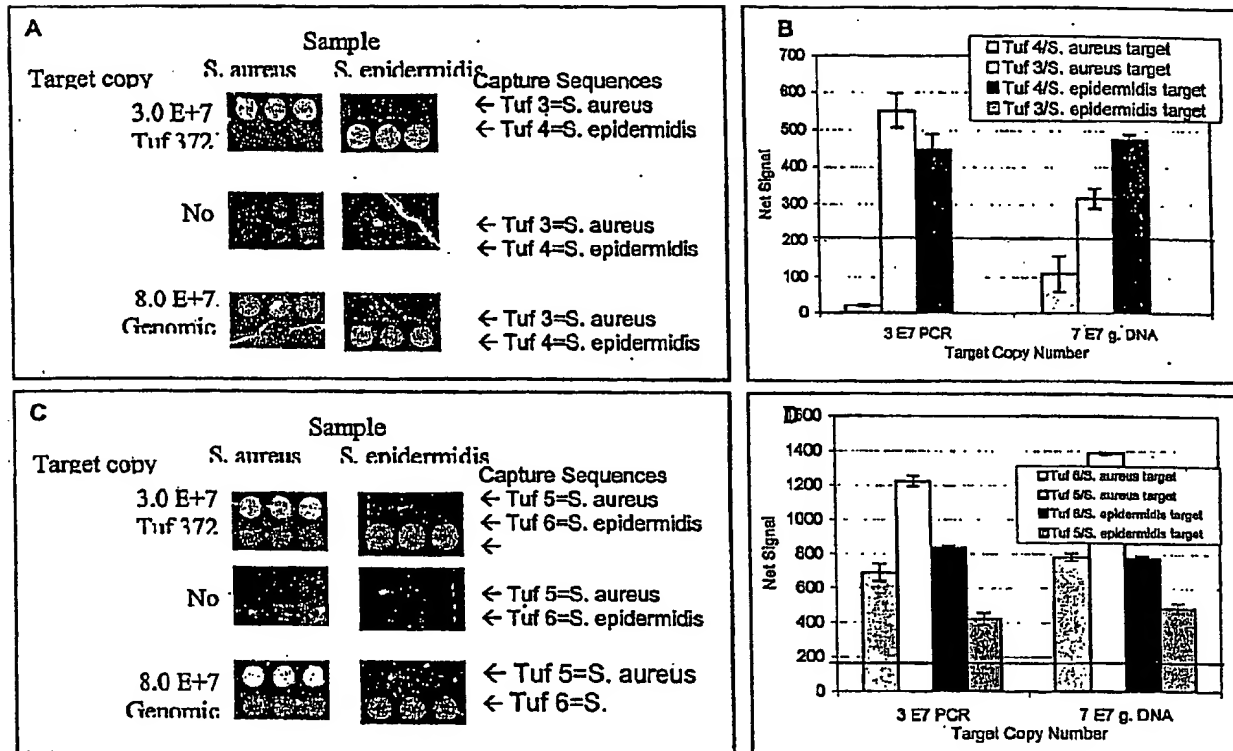 A
Sample
Target copy
S. aureus
S. epidermidis
Capture Sequences
3.0 E+7
Tuf 372
← Tuf 3=S. aureus
← Tuf 4=S. epidermidis
No
← Tuf 3=S. aureus
← Tuf 4=S. epidermidis
8.0 E+7
Genomic
← Tuf 3=S. aureus
← Tuf 4=S. epidermidis
B
Tuf 4/S. aureus target
Tuf 3/S. aureus target
Tuf 4/S. epidermidis target
Tuf 3/S. epidermidis target
700
600
500
400
300
200
100
0
Net Signal
3 E7 PCR
7 E7 g. DNA
Target Copy Number
C
Sample
Target copy
S. aureus
S. epidermidis
Capture Sequences
3.0 E+7
Tuf 372
← Tuf 5=S. aureus
← Tuf 6=S. epidermidis
←
No
← Tuf 5=S. aureus
← Tuf 6=S. epidermidis
8.0 E+7
Genomic
← Tuf 5=S. aureus
← Tuf 6=S.
D
Tuf 6/S. aureus target
Tuf 5/S. aureus target
Tuf 6/S. epidermidis target
Tuf 5/S. epidermidis target
1600
1400
1200
1000
800
600
400
200
0
Net Signal
3 E7 PCR
7 E7 g. DNA
Target Copy Number